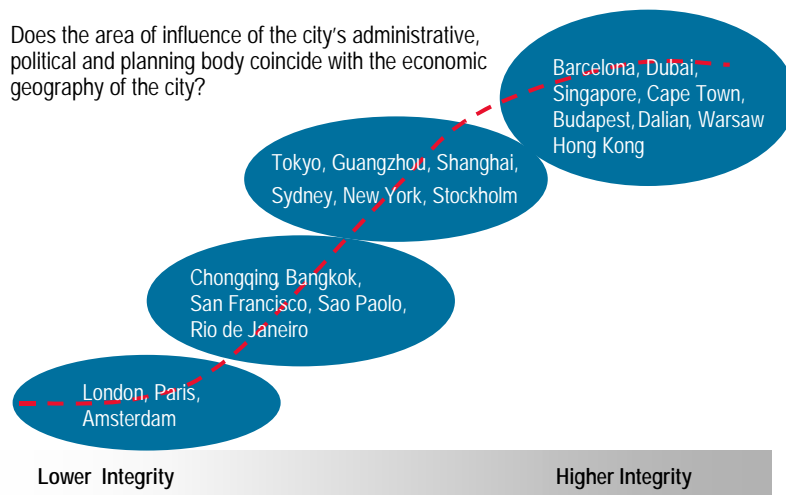 Does the area of influence of the city's administrative,
political and planning body coincide with the economic
geography of the city?
Barcelona, Dubai,
Singapore, Cape Town,
Budapest, Dalian, Warsaw
Hong Kong
Tokyo, Guangzhou, Shanghai,
Sydney, New York, Stockholm
Chongqing, Bangkok,
San Francisco, Sao Paolo,
Rio de Janeiro
London, Paris,
Amsterdam
Lower Integrity
Higher Integrity